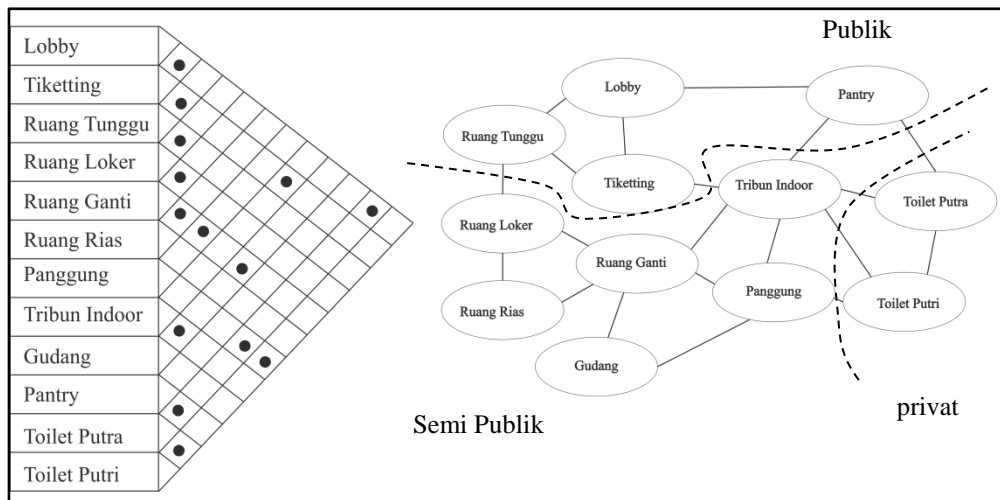 Lobby
Tiketting
Ruang Tunggu
Ruang Loker
Ruang Ganti
Ruang Rias
Panggung
Tribun Indoor
Gudang
Pantry
Toilet Putra
Toilet Putri
Publik
Lobby
Pantry
Ruang Tunggu
Tiketting
Tribun Indoor
Toilet Putra
Ruang Loker
Ruang Ganti
Panggung
Toilet Putri
Ruang Rias
Gudang
privat
Semi Publik